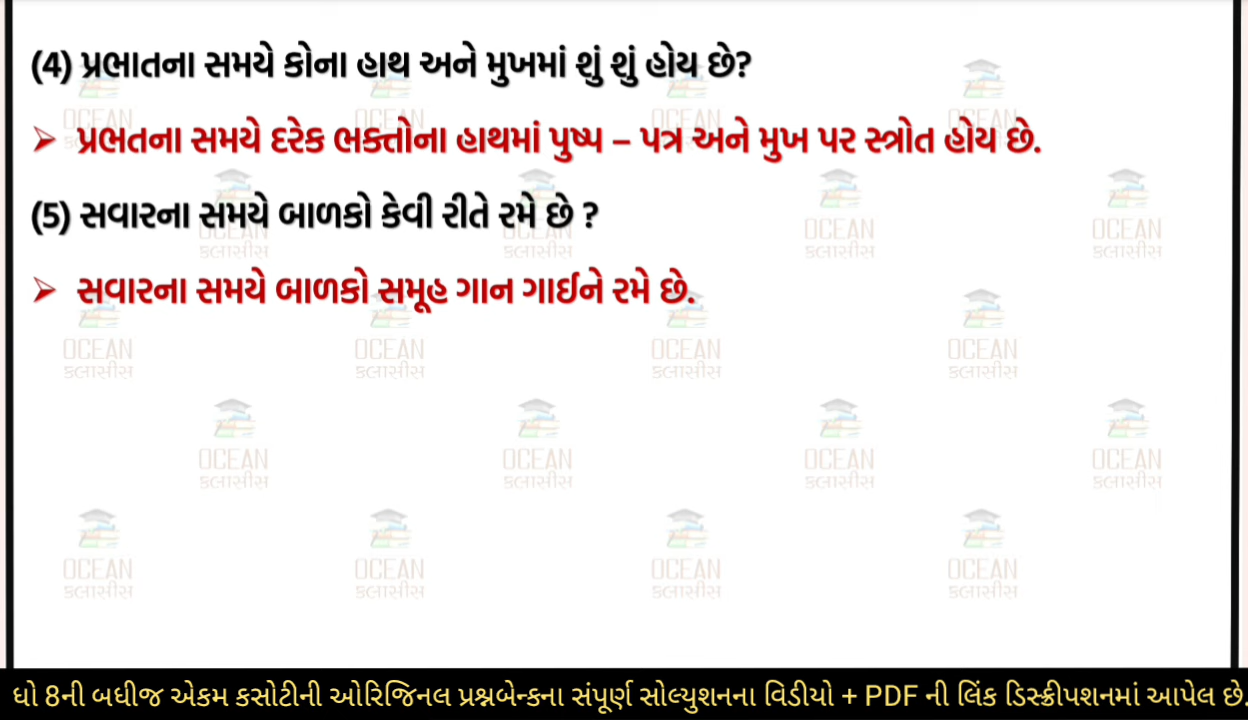 (4) પ્રભાતના સમયે કોના હાથ અને મુખમાં શું શું હોય છે?
➢ પ્રભતના સમયે દરેક ભક્તોના હાથમાં પુષ્પ – પત્ર અને મુખ પર સ્ત્રોત હોય છે.
(5) સવારના સમયે બાળકો કેવી રીતે રમે છે ?
➢ સવારના સમયે બાળકો સમૂહ ગાન ગાઈને રમે છે.
OCEAN
કલાસીસ
ધો 8ની બધીજ એકમ કસોટીની ઓરિજિનલ પ્રશ્નબેન્કના સંપૂર્ણ સોલ્યુશનના વિડીયો + PDF ની લિંક ડિસ્ક્રીપશનમાં આપેલ છે.